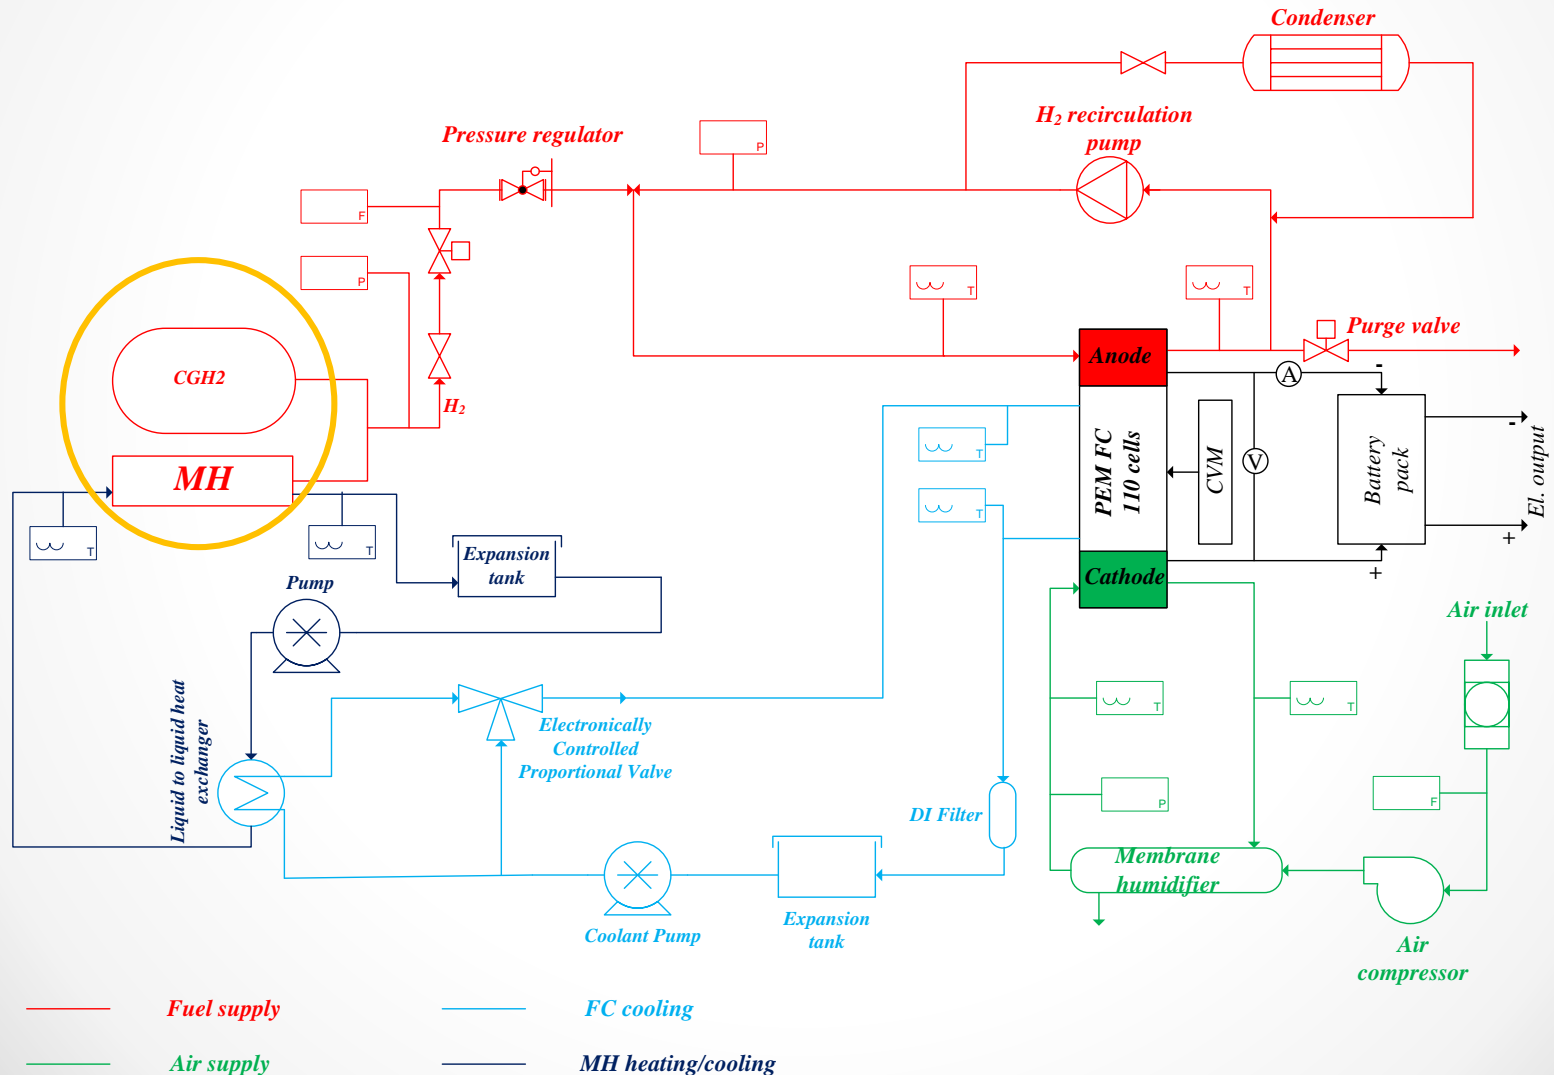 Condenser
H2 recirculation
pump
Pressure regulator
P
F
P
T
T
Purge valve
CGH2
H2
Anode
A
-
MH
T
T
PEM FC
110 cells
CVM
V
Battery
pack
-
+
El. output
T
T
Expansion
tank
Pump
Cathode
+
Air inlet
Liquid to liquid heat
exchanger
Electronically
Controlled
Proportional Valve
T
T
P
F
DI Filter
Membrane
humidifier
Expansion
tank
Coolant Pump
Air
compressor
Fuel supply
FC cooling
Air supply
MH heating/cooling